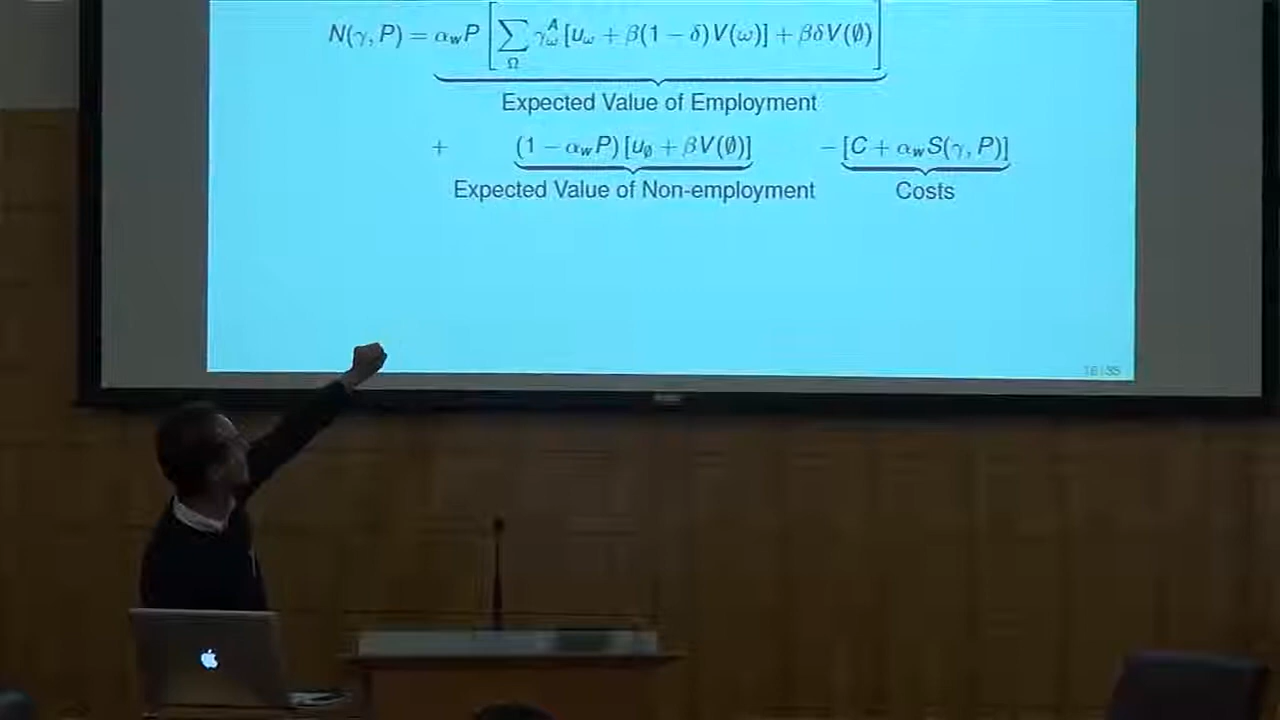 N(γ, P) = α_w P [ ∑_Ω γ_ω^A [u_ω + β(1 − δ)V(ω)] + βδV(∅) ]
Expected Value of Employment
+ (1 − α_w P) [u_∅ + βV(∅)] − [C + α_w S(γ, P)]
Expected Value of Non-employment Costs